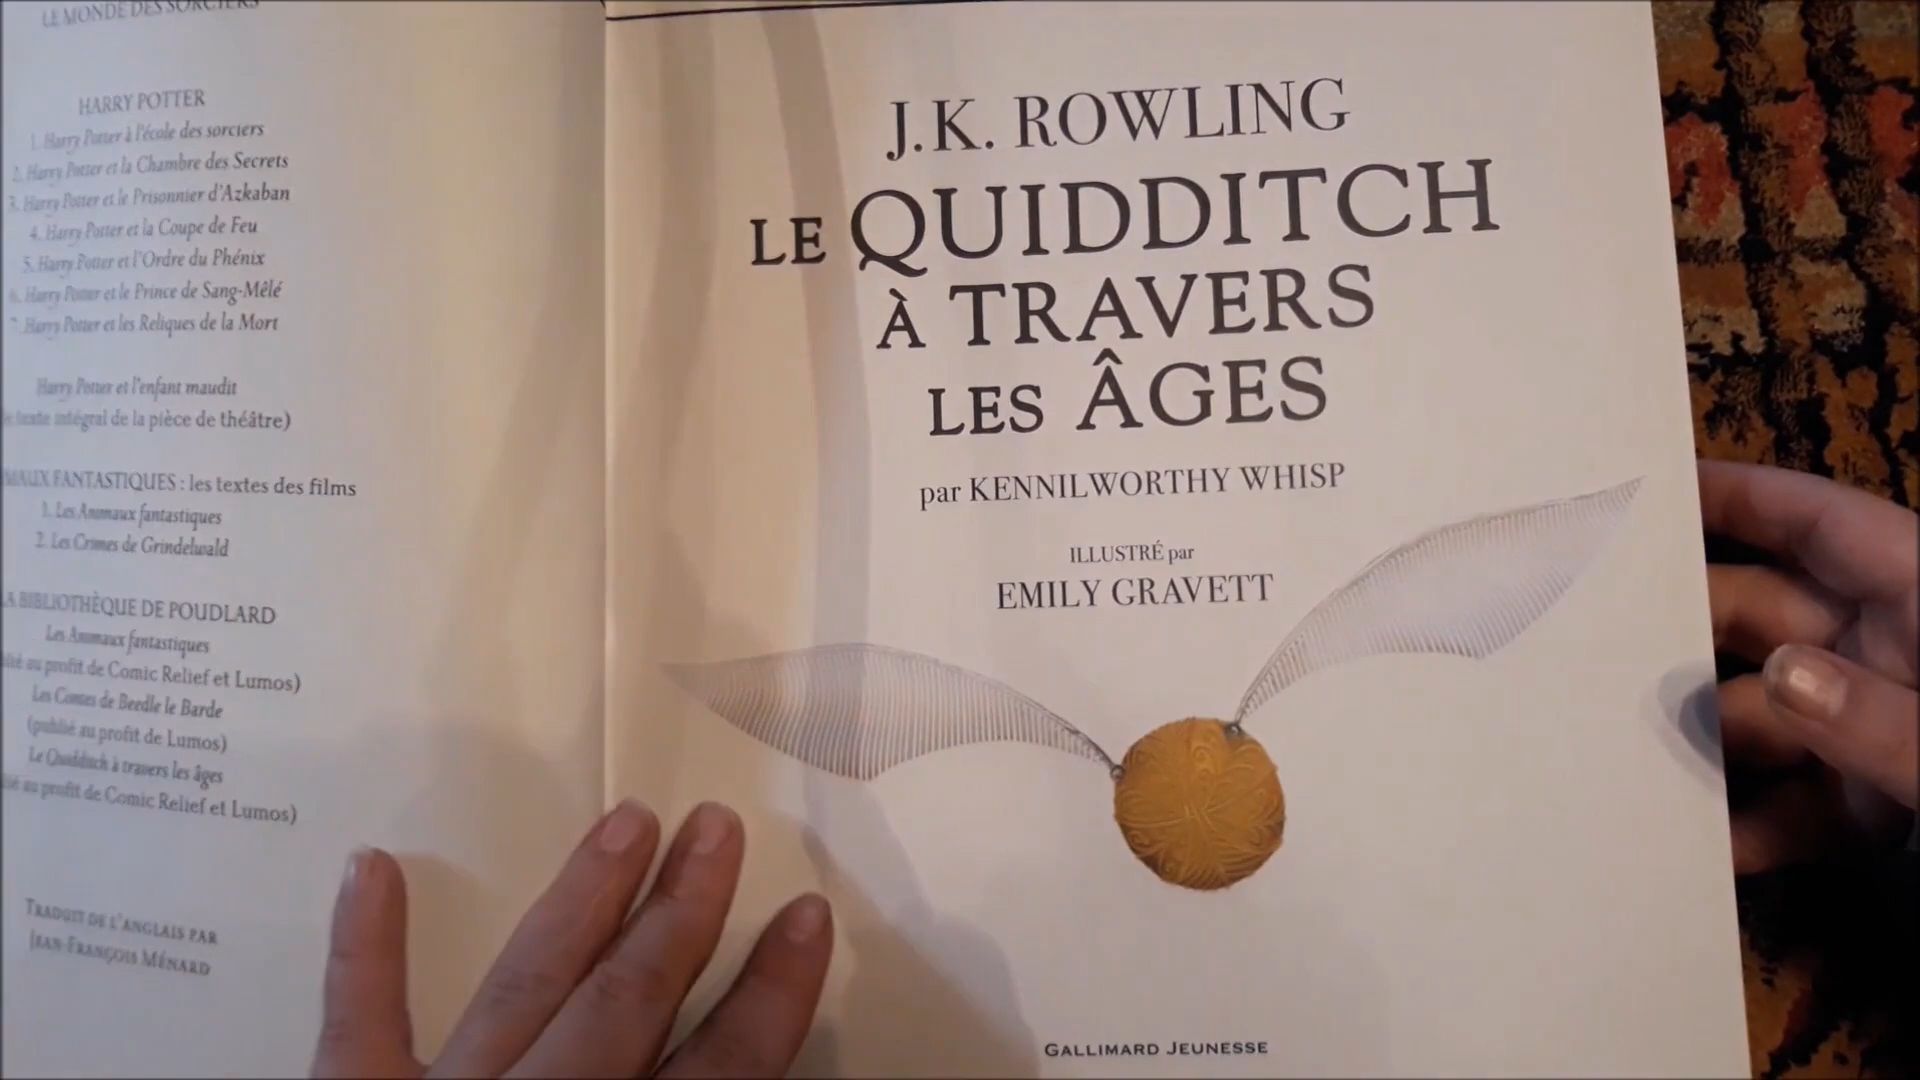 LE MONDE DES SORCIERS
HARRY POTTER
1. Harry Potter à l'école des sorciers
2. Harry Potter et la Chambre des Secrets
3. Harry Potter et le Prisonnier d'Azkaban
4. Harry Potter et la Coupe de Feu
5. Harry Potter et l'Ordre du Phénix
6. Harry Potter et le Prince de Sang-Mêlé
7. Harry Potter et les Reliques de la Mort
Harry Potter et l'enfant maudit
texte intégral de la pièce de théâtre)
FANTASTIQUES : les textes des films
1. Les Animaux fantastiques
2. Les Crimes de Grindelwald
BIBLIOTHÈQUE DE POUDLARD
Les Animaux fantastiques
au profit de Comic Relief et Lumos)
Les Contes de Beedle le Barde
(publié au profit de Lumos)
Le Quidditch à travers les âges
au profit de Comic Relief et Lumos)
TRADUIT DE L'ANGLAIS PAR
JEAN-FRANÇOIS MÉNARD
J.K. ROWLING
LE QUIDDITCH
À TRAVERS
LES ÂGES
par KENNILWORTHY WHISP
ILLUSTRÉ par
EMILY GRAVETT
GALLIMARD JEUNESSE